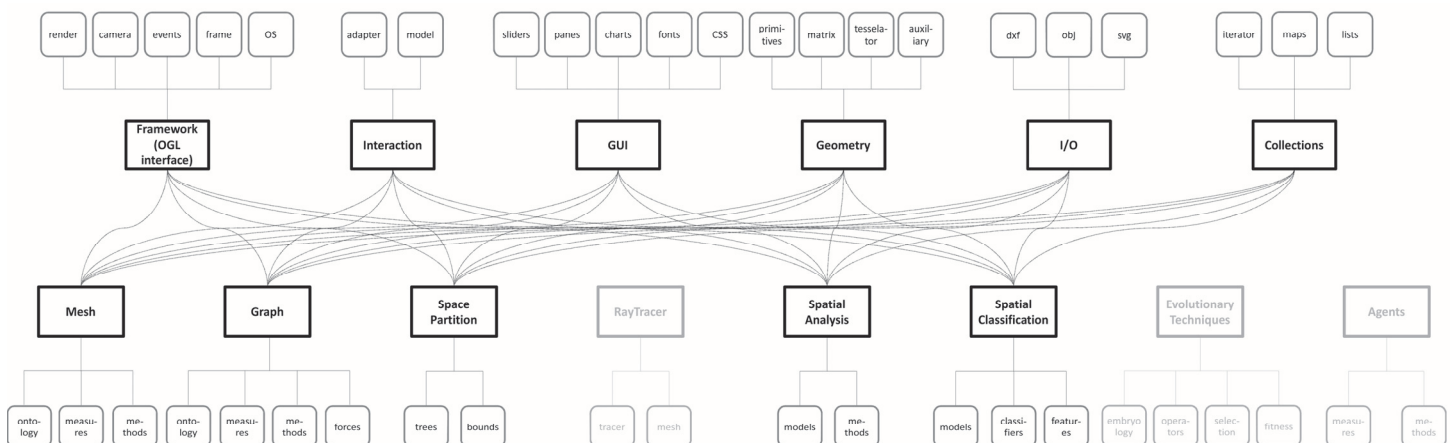 render camera events frame OS adapter model sliders panes charts fonts CSS primi-
tives matrix tessela-
tor auxil-
iary dxf obj svg iterator maps lists
Framework
(OGL
interface)
Interaction
GUI
Geometry
I/O
Collections
Mesh
Graph
Space
Partition
RayTracer
Spatial
Analysis
Spatial
Classification
Evolutionary
Techniques
Agents
onto-
logy
measu-
res
me-
thods
onto-
logy
measu-
res
me-
thods
forces
trees
bounds
tracer
mesh
models
me-
thods
models
classi-
fiers
featur-
es
embryo
logy
opera-
tors
selec-
tion
fitness
measu-
res
me-
thods